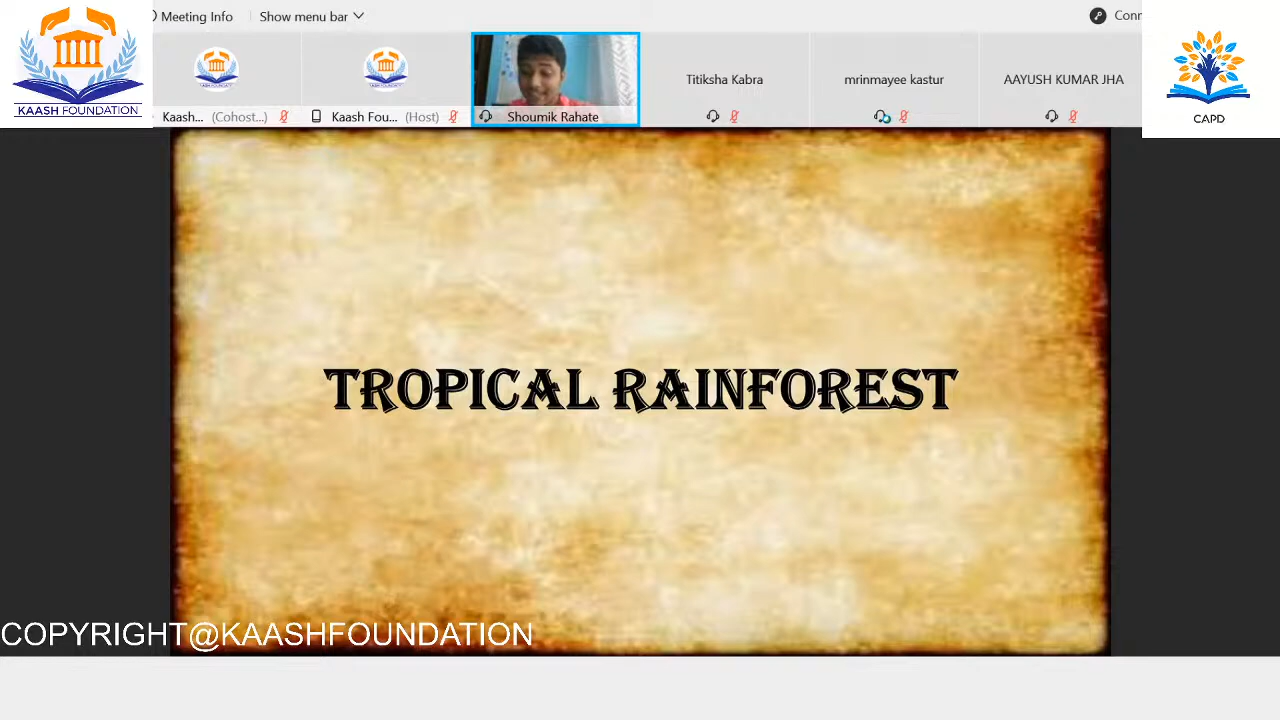 Meeting Info
Show menu bar
Conn
KAASH FOUNDATION
Kaash... (Cohost...)
Kaash Fou... (Host)
Shoumik Rahate
Titiksha Kabra
mrinmayee kastur
AAYUSH KUMAR JHA
CAPD
TROPICAL RAINFOREST
COPYRIGHT@KAASHFOUNDATION